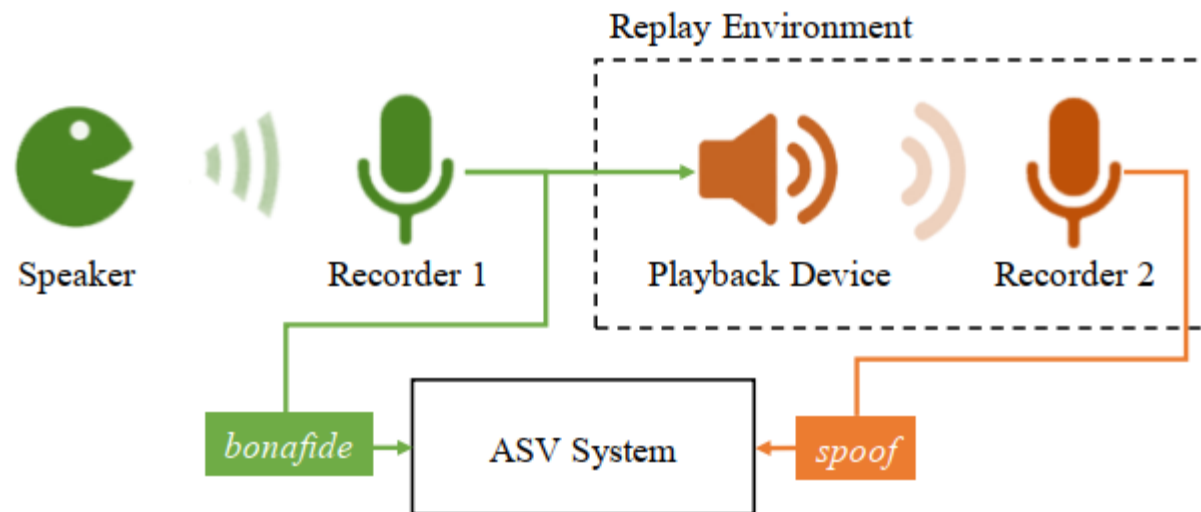 Replay Environment
Speaker
Recorder 1
Playback Device
Recorder 2
bonafide
ASV System
spoof